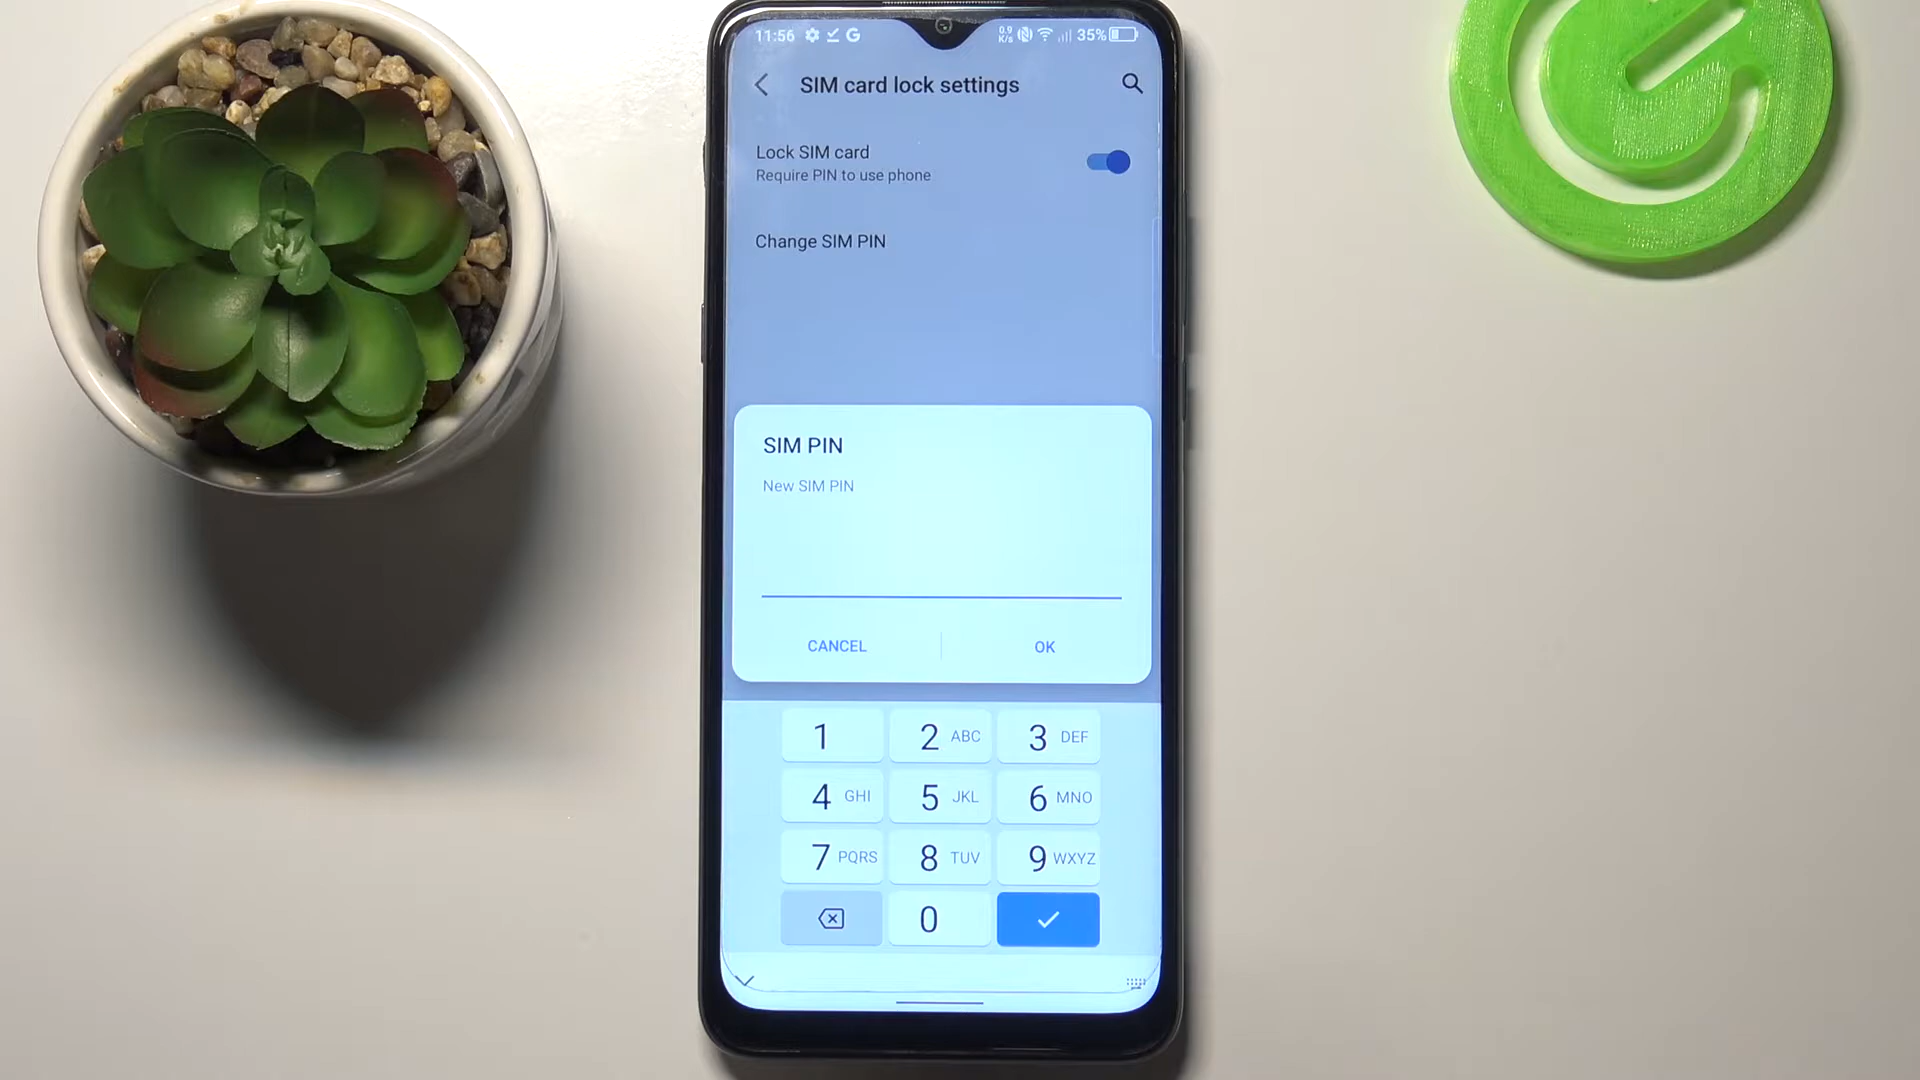 11:56 G 0.9 K/s 35%
SIM card lock settings
Lock SIM card
Require PIN to use phone
Change SIM PIN
SIM PIN
New SIM PIN
CANCEL OK
1 2 ABC 3 DEF
4 GHI 5 JKL 6 MNO
7 PQRS 8 TUV 9 WXYZ
0